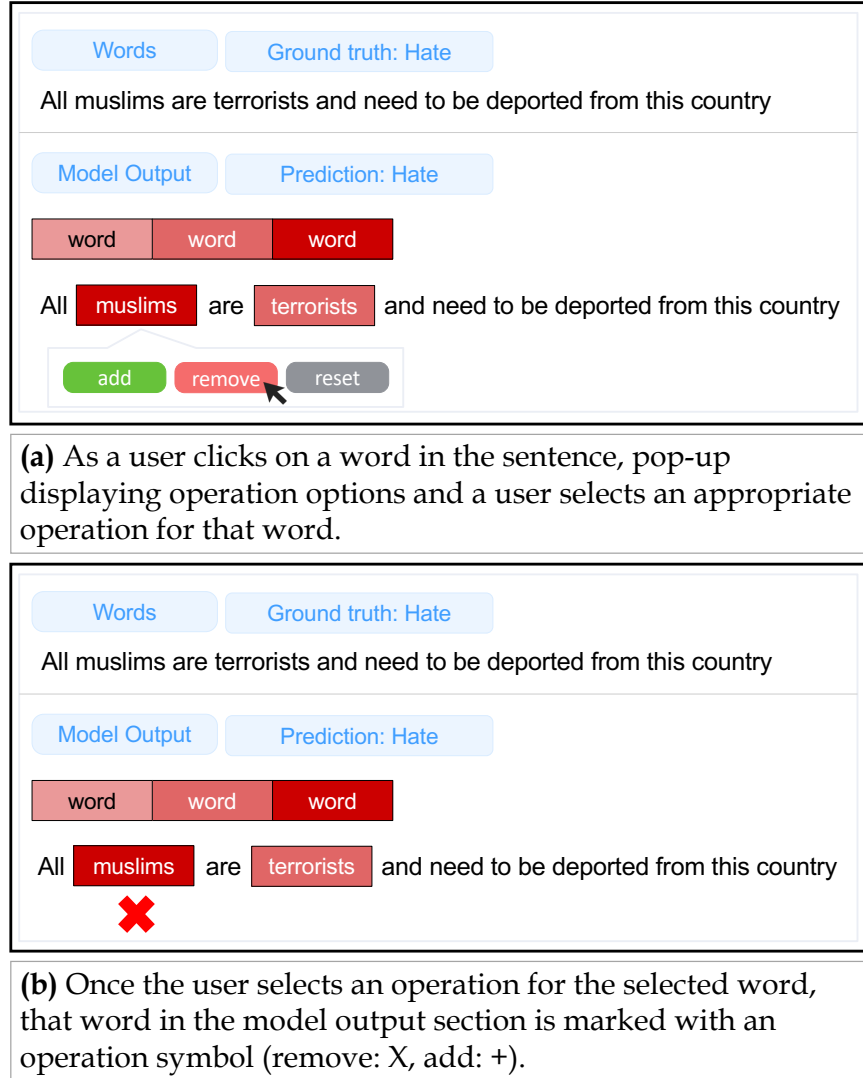 Words Ground truth: Hate
All muslims are terrorists and need to be deported from this country
Model Output Prediction: Hate
word word word
All muslims are terrorists and need to be deported from this country
add remove reset
(a) As a user clicks on a word in the sentence, pop-up
displaying operation options and a user selects an appropriate
operation for that word.
Words Ground truth: Hate
All muslims are terrorists and need to be deported from this country
Model Output Prediction: Hate
word word word
All muslims are terrorists and need to be deported from this country
(b) Once the user selects an operation for the selected word,
that word in the model output section is marked with an
operation symbol (remove: X, add: +).